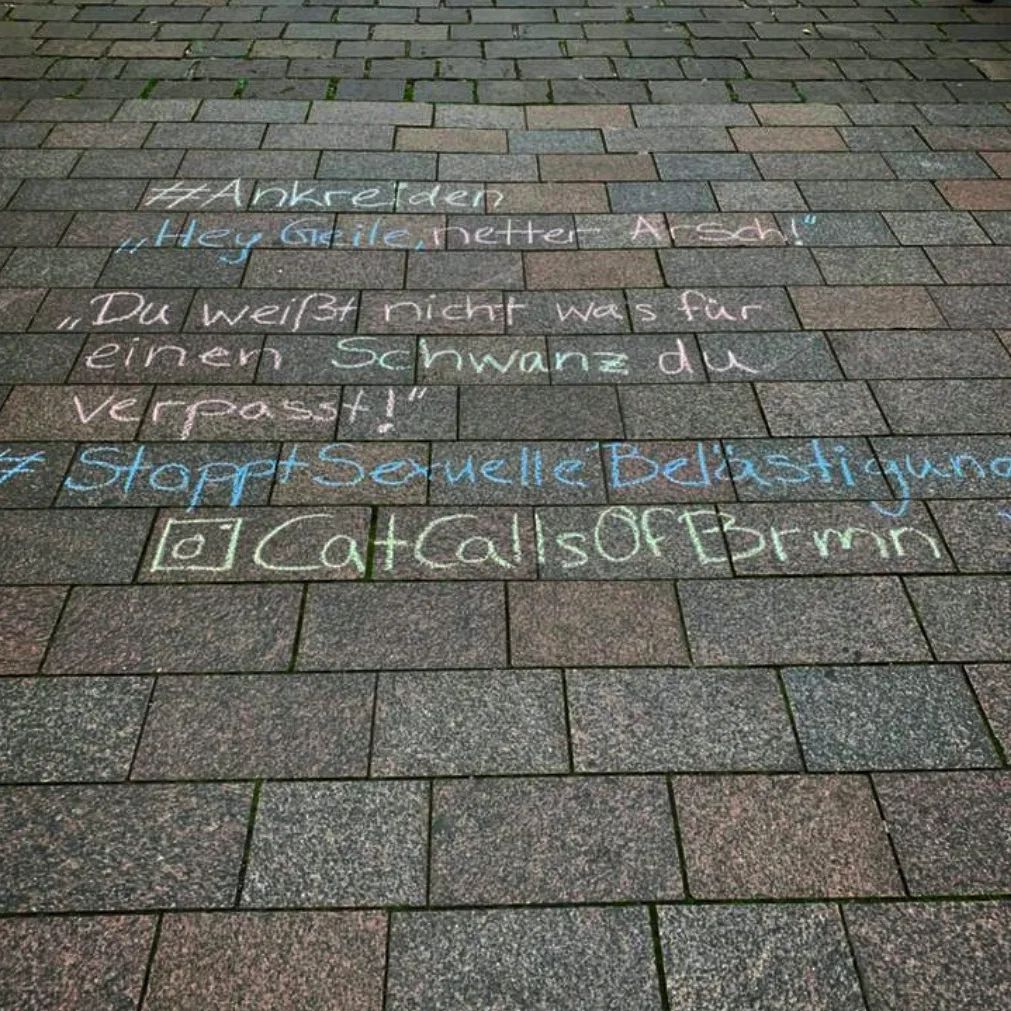 #Ankreiden
„Hey Geile, netter Arsch!“
„Du weißt nicht was für
einen Schwanz du
verpasst!“
#StopptSexuelleBelästigung
CatCallsOfBrmn